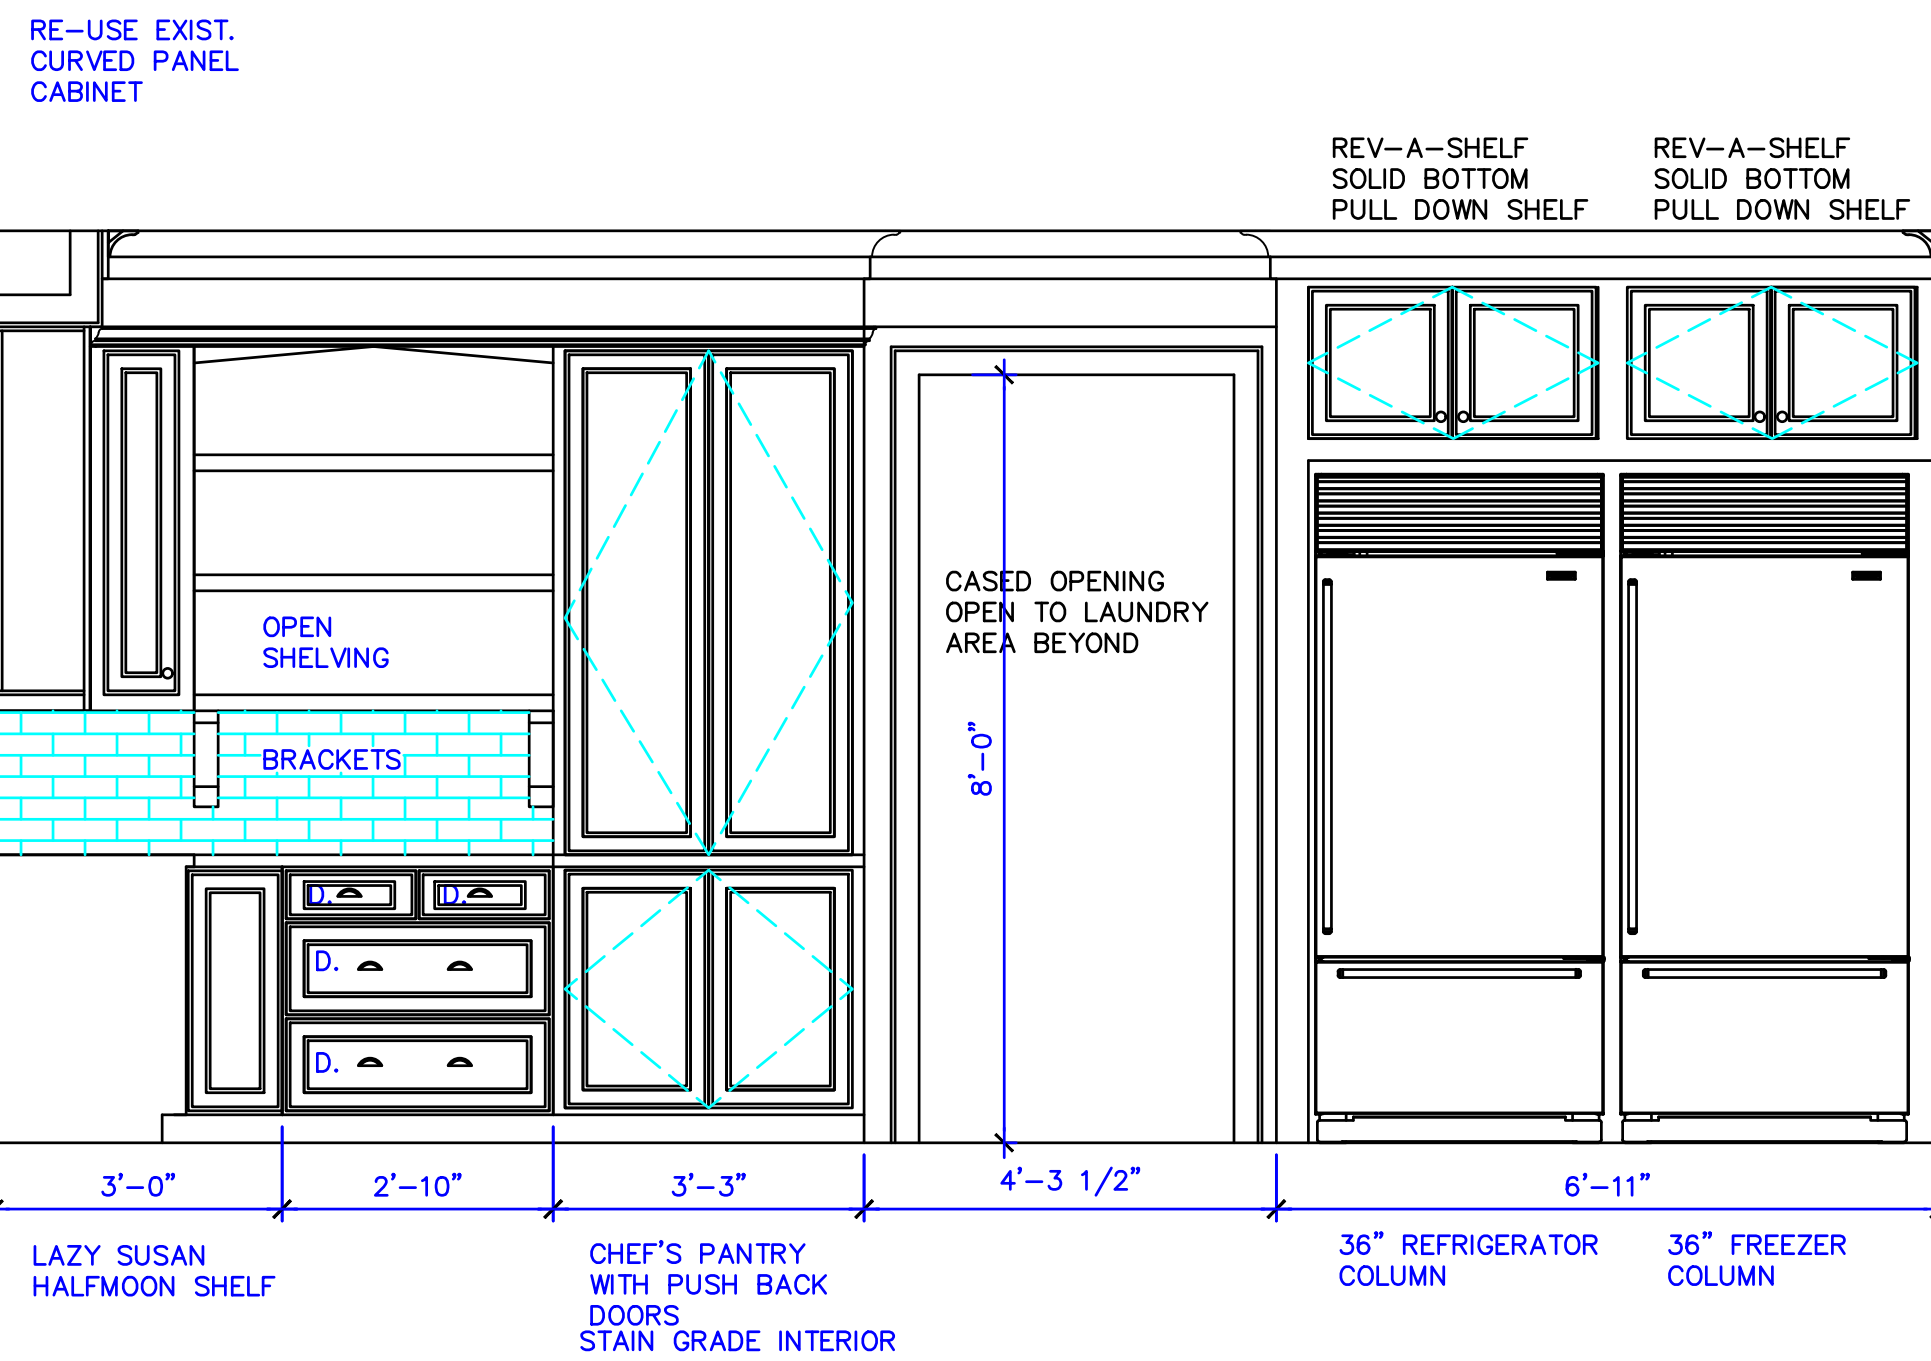 RE-USE EXIST.
CURVED PANEL
CABINET
REV-A-SHELF
SOLID BOTTOM
PULL DOWN SHELF
REV-A-SHELF
SOLID BOTTOM
PULL DOWN SHELF
OPEN
SHELVING
BRACKETS
CASED OPENING
OPEN TO LAUNDRY
AREA BEYOND
8'-0"
D.
D.
D.
D.
3'-0"
2'-10"
3'-3"
4'-3 1/2"
6'-11"
LAZY SUSAN
HALFMOON SHELF
CHEF'S PANTRY
WITH PUSH BACK
DOORS
STAIN GRADE INTERIOR
36" REFRIGERATOR
COLUMN
36" FREEZER
COLUMN